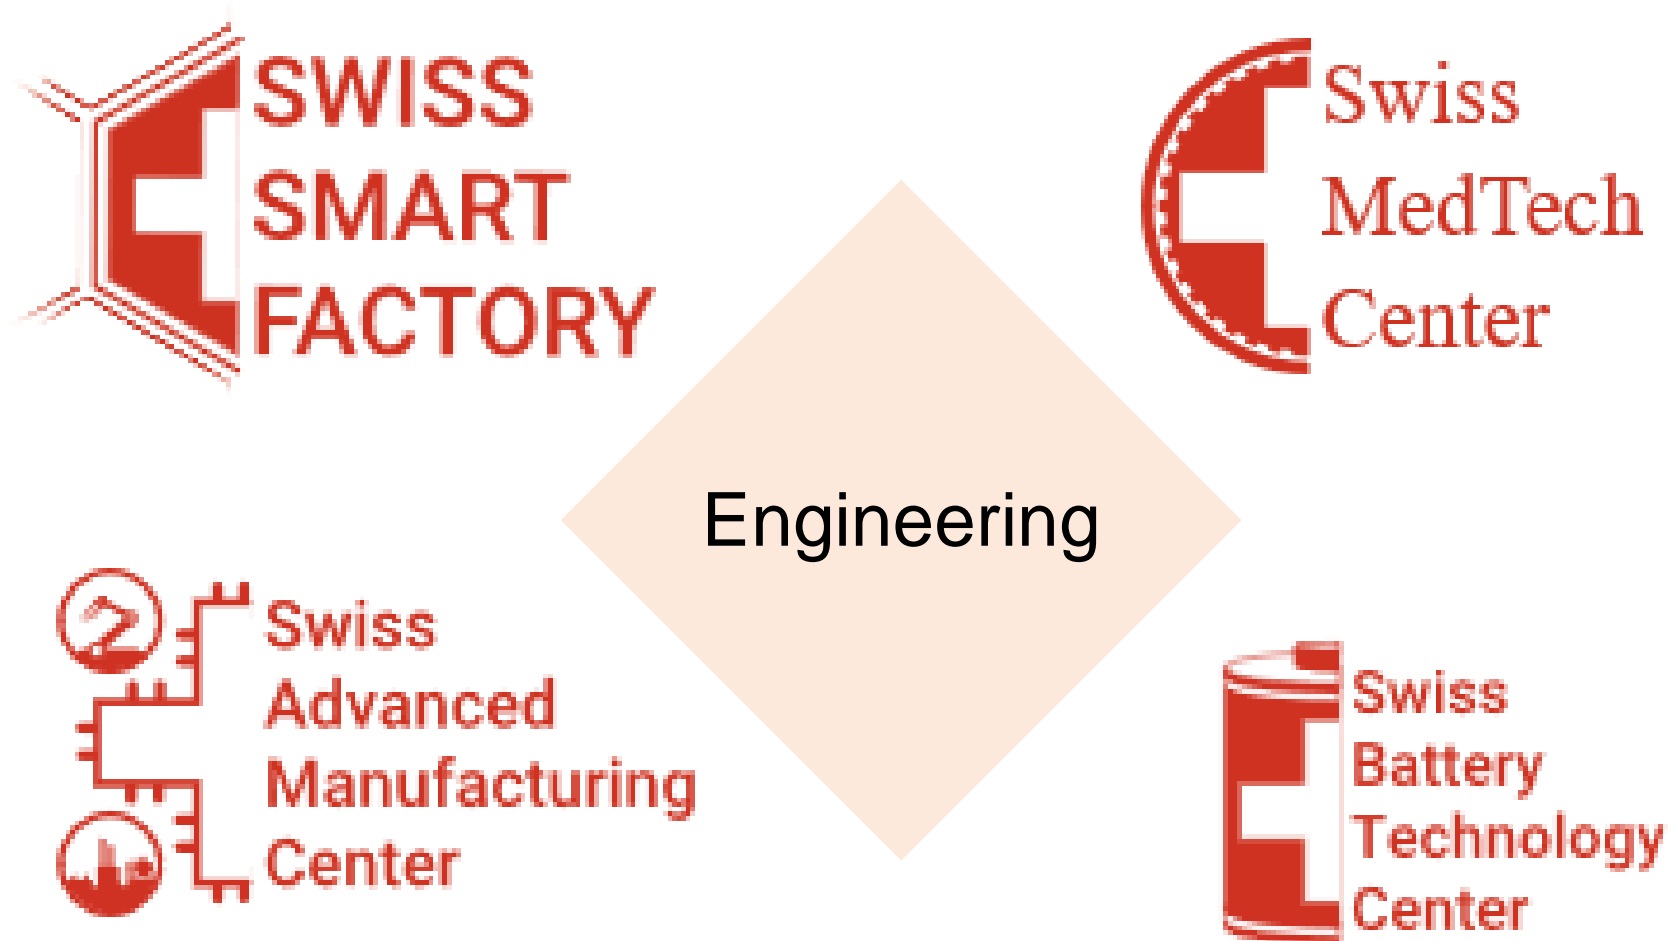 SWISS
SMART
FACTORY
Swiss
MedTech
Center
Engineering
Swiss
Advanced
Manufacturing
Center
Swiss
Battery
Technology
Center